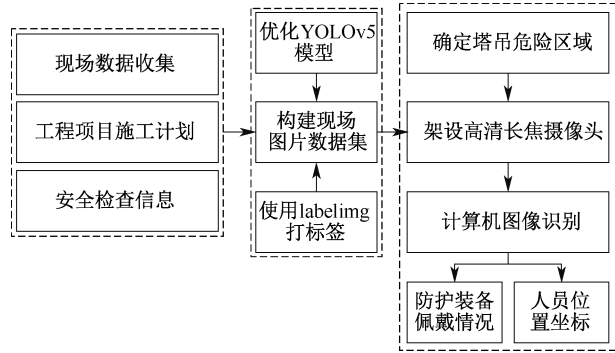 现场数据收集
工程项目施工计划
安全检查信息
优化YOLOv5
模型
构建现场
图片数据集
使用labelimg
打标签
确定塔吊危险区域
架设高清长焦摄像头
计算机图像识别
防护装备
佩戴情况
人员位
置坐标